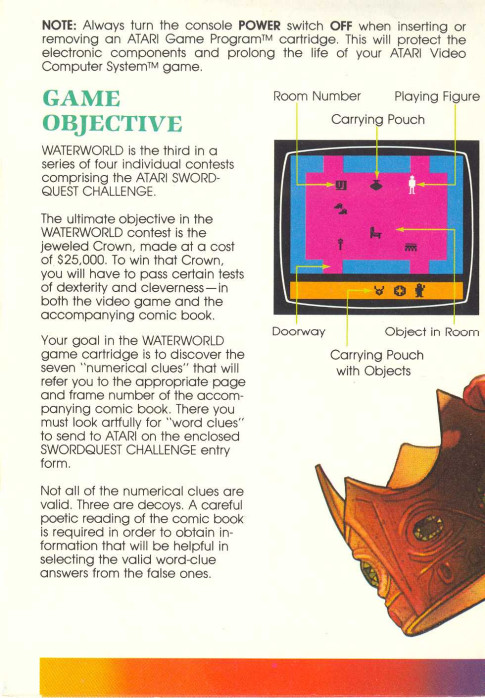 NOTE: Always turn the console POWER switch OFF when inserting or
removing an ATARI Game Program™ cartridge. This will protect the
electronic components and prolong the life of your ATARI Video
Computer System™ game.
GAME
OBJECTIVE
WATERWORLD is the third in a
series of four individual contests
comprising the ATARI SWORD-
QUEST CHALLENGE.
The ultimate objective in the
WATERWORLD contest is the
jeweled Crown, made at a cost
of $25,000. To win that Crown,
you will have to pass certain tests
of dexterity and cleverness—in
both the video game and the
accompanying comic book.
Your goal in the WATERWORLD
game cartridge is to discover the
seven "numerical clues" that will
refer you to the appropriate page
and frame number of the accom-
panying comic book. There you
must look artfully for "word clues"
to send to ATARI on the enclosed
SWORDQUEST CHALLENGE entry
form.
Not all of the numerical clues are
valid. Three are decoys. A careful
poetic reading of the comic book
is required in order to obtain in-
formation that will be helpful in
selecting the valid word-clue
answers from the false ones.
Room Number
Playing Figure
Carrying Pouch
Doorway
Object in Room
Carrying Pouch
with Objects